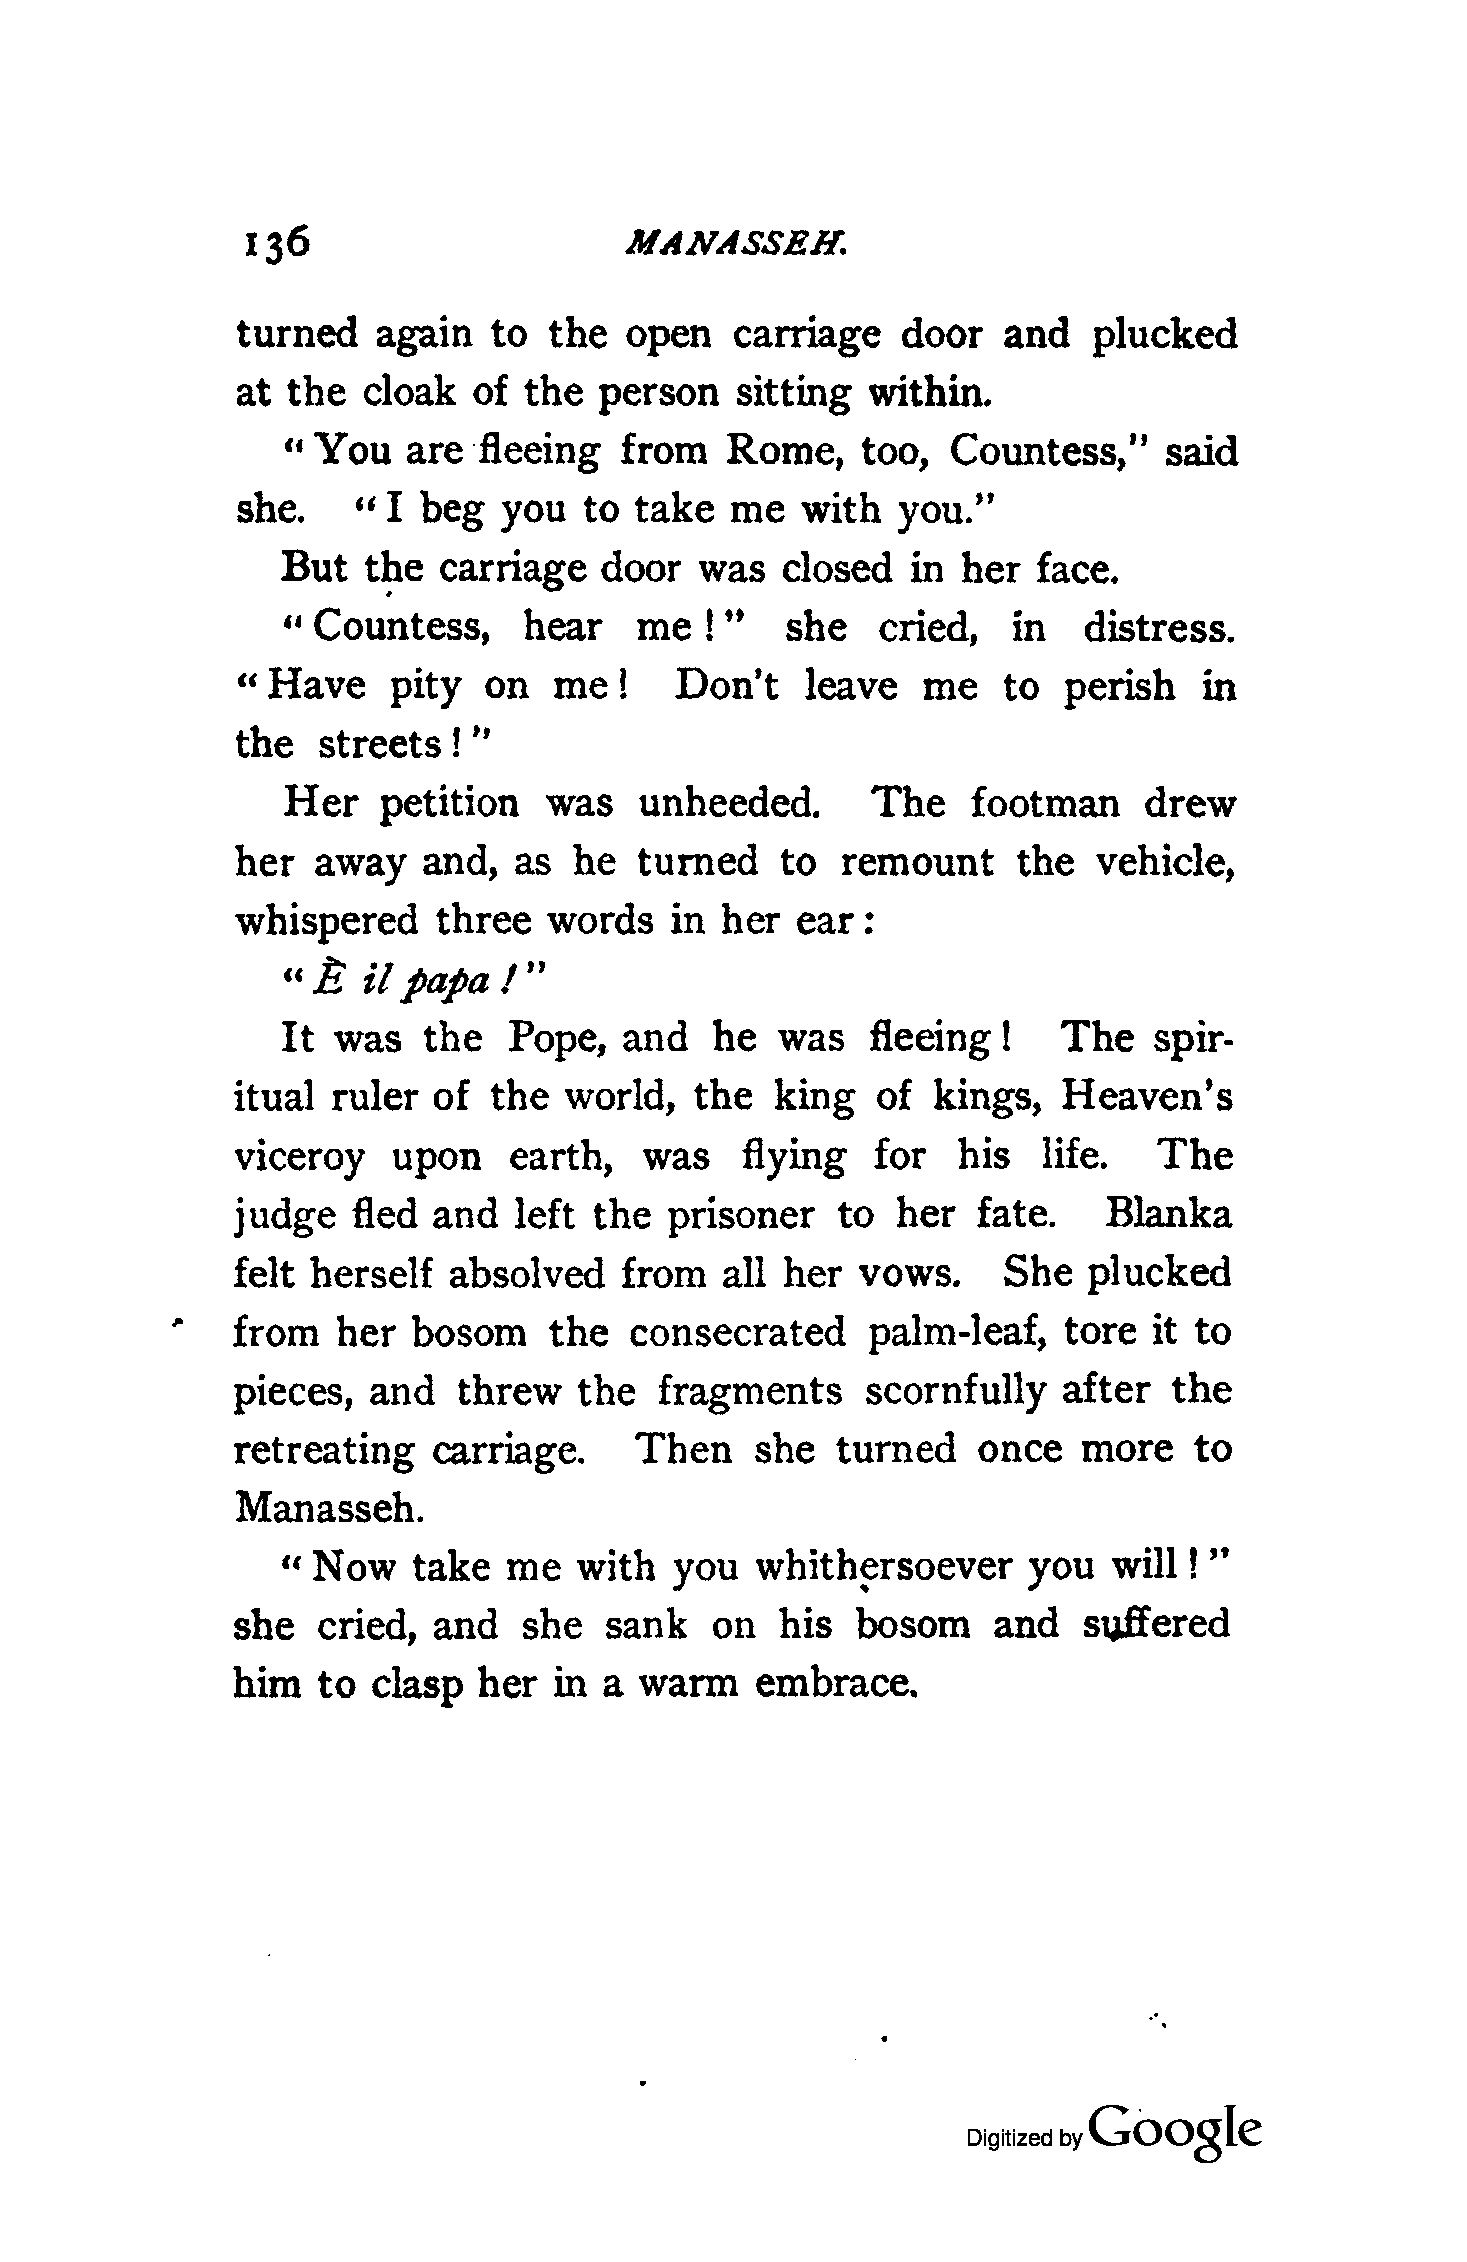 136 MANASSEH.
turned again to the open carriage door and plucked
at the cloak of the person sitting within.
“ You are fleeing from Rome, too, Countess,” said
she. “ I beg you to take me with you.”
But the carriage door was closed in her face.
“ Countess, hear me ! ” she cried, in distress.
“ Have pity on me ! Don't leave me to perish in
the streets ! ”
Her petition was unheeded. The footman drew
her away and, as he turned to remount the vehicle,
whispered three words in her ear :
“ È il papa ! ”
It was the Pope, and he was fleeing ! The spir-
itual ruler of the world, the king of kings, Heaven's
viceroy upon earth, was flying for his life. The
judge fled and left the prisoner to her fate. Blanka
felt herself absolved from all her vows. She plucked
from her bosom the consecrated palm-leaf, tore it to
pieces, and threw the fragments scornfully after the
retreating carriage. Then she turned once more to
Manasseh.
“ Now take me with you whithersoever you will ! ”
she cried, and she sank on his bosom and suffered
him to clasp her in a warm embrace.
Digitized by Google